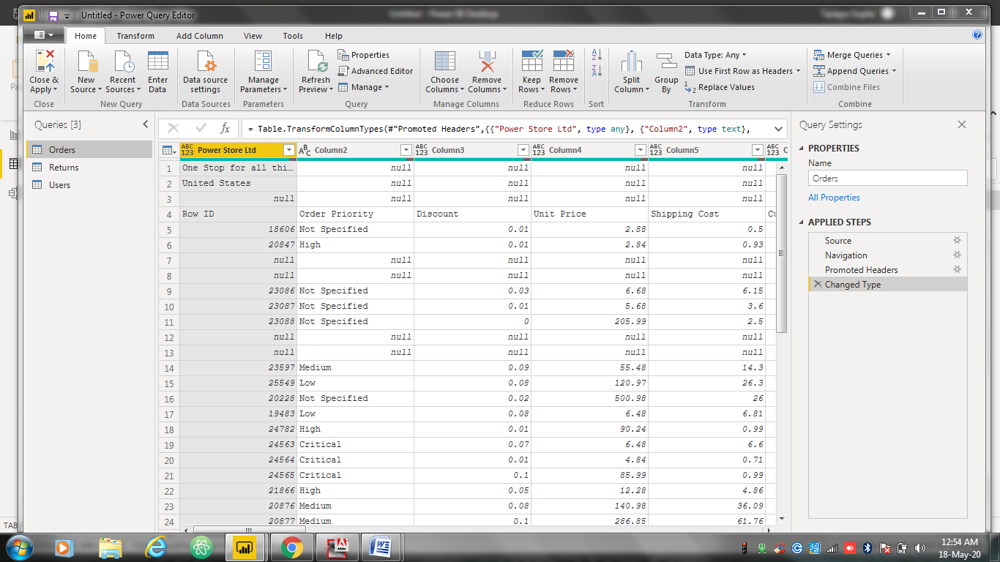 Untitled - Power Query Editor
Home Transform Add Column View Tools Help
Close & Apply
New Source
Recent Sources
Enter Data
Data source settings
Manage Parameters
Refresh Preview
Properties
Advanced Editor
Manage
Choose Columns
Remove Columns
Keep Rows
Remove Rows
Split Column
Group By
Data Type: Any
Use First Row as Headers
Replace Values
Merge Queries
Append Queries
Combine Files
Close New Query Data Sources Parameters Query Manage Columns Reduce Rows Sort Transform Combine
Queries [3]
Orders
Returns
Users
fx = Table.TransformColumnTypes(#"Promoted Headers",{{"Power Store Ltd", type any}, {"Column2", type text},
ABC 123 Power Store Ltd ABC Column2 ABC 123 Column3 ABC 123 Column4 ABC 123 Column5 ABC 123 C
1 One Stop for all thi... null null null null
2 United States null null null null
3 null null null null null
4 Row ID Order Priority Discount Unit Price Shipping Cost Cu
5 18606 Not Specified 0.01 2.88 0.5
6 20847 High 0.01 2.84 0.93
7 null null null null null
8 null null null null null
9 23086 Not Specified 0.03 6.68 6.15
10 23087 Not Specified 0.01 5.68 3.6
11 23088 Not Specified 0 205.99 2.5
12 null null null null null
13 null null null null null
14 23597 Medium 0.09 55.48 14.3
15 25549 Low 0.08 120.97 26.3
16 20228 Not Specified 0.02 500.98 26
17 19483 Low 0.08 6.48 6.81
18 24782 High 0.01 90.24 0.99
19 24563 Critical 0.07 6.48 6.6
20 24564 Critical 0.01 4.84 0.71
21 24565 Critical 0.1 85.99 0.99
22 21866 High 0.05 12.28 4.86
23 20876 Medium 0.08 140.98 36.09
24 20877 Medium 0.1 286.85 61.76
Query Settings
PROPERTIES
Name
Orders
All Properties
APPLIED STEPS
Source
Navigation
Promoted Headers
Changed Type
TAB
12:54 AM
18-May-20